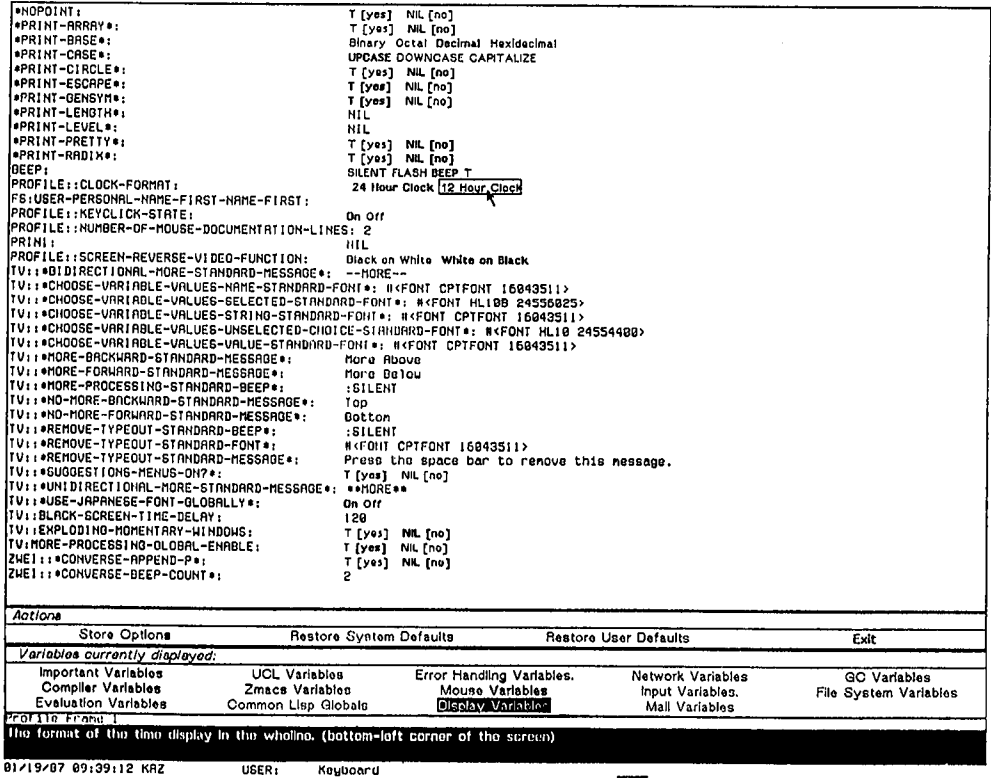 *NOPOINT: T [yes] NIL [no]
*PRINT-ARRAY*: T [yes] NIL [no]
*PRINT-BASE*: Binary Octal Decimal Hexidecimal
*PRINT-CASE*: UPCASE DOWNCASE CAPITALIZE
*PRINT-CIRCLE*: T [yes] NIL [no]
*PRINT-ESCAPE*: T [yes] NIL [no]
*PRINT-GENSYM*: T [yes] NIL [no]
*PRINT-LENGTH*: NIL
*PRINT-LEVEL*: NIL
*PRINT-PRETTY*: T [yes] NIL [no]
*PRINT-RADIX*: T [yes] NIL [no]
BEEP: SILENT FLASH BEEP T
PROFILE::CLOCK-FORMAT: 24 Hour Clock 12 Hour Clock
FS:USER-PERSONAL-NAME-FIRST-NAME-FIRST:
PROFILE::KEYCLICK-STATE: On Off
PROFILE::NUMBER-OF-MOUSE-DOCUMENTATION-LINES: 2
PRIN1: NIL
PROFILE::SCREEN-REVERSE-VIDEO-FUNCTION: Black on White White on Black
TV::*BIDIRECTIONAL-MORE-STANDARD-MESSAGE*: --MORE--
TV::*CHOOSE-VARIABLE-VALUES-NAME-STANDARD-FONT*: #<FONT CPTFONT 16043511>
TV::*CHOOSE-VARIABLE-VALUES-SELECTED-STANDARD-FONT*: #<FONT HL10B 24556025>
TV::*CHOOSE-VARIABLE-VALUES-STRING-STANDARD-FONT*: #<FONT CPTFONT 16043511>
TV::*CHOOSE-VARIABLE-VALUES-UNSELECTED-CHOICE-STANDARD-FONT*: #<FONT HL10 24554400>
TV::*CHOOSE-VARIABLE-VALUES-VALUE-STANDARD-FONT*: #<FONT CPTFONT 16043511>
TV::*MORE-BACKWARD-STANDARD-MESSAGE*: More Above
TV::*MORE-FORWARD-STANDARD-MESSAGE*: More Below
TV::*MORE-PROCESSING-STANDARD-BEEP*: :SILENT
TV::*NO-MORE-BACKWARD-STANDARD-MESSAGE*: Top
TV::*NO-MORE-FORWARD-STANDARD-MESSAGE*: Bottom
TV::*REMOVE-TYPEOUT-STANDARD-BEEP*: :SILENT
TV::*REMOVE-TYPEOUT-STANDARD-FONT*: #<FONT CPTFONT 16043511>
TV::*REMOVE-TYPEOUT-STANDARD-MESSAGE*: Press the space bar to remove this message.
TV::*SUGGESTIONS-MENUS-ON?*: T [yes] NIL [no]
TV::*UNIDIRECTIONAL-MORE-STANDARD-MESSAGE*: **MORE**
TV::*USE-JAPANESE-FONT-GLOBALLY*: On Off
TV::BLACK-SCREEN-TIME-DELAY: 120
TV::EXPLODING-MOMENTARY-WINDOWS: T [yes] NIL [no]
TV:MORE-PROCESSING-GLOBAL-ENABLE: T [yes] NIL [no]
ZWEI::*CONVERSE-APPEND-P*: T [yes] NIL [no]
ZWEI::*CONVERSE-BEEP-COUNT*: 2
Actions
Store Options Restore System Defaults Restore User Defaults Exit
Variables currently displayed:
Important Variables UCL Variables Error Handling Variables. Network Variables GC Variables
Compiler Variables Zmacs Variables Mouse Variables Input Variables. File System Variables
Evaluation Variables Common Lisp Globals Display Variables Mail Variables
Profile Frame 1
The format of the time display in the wholine. (bottom-left corner of the screen)
01/19/87 09:39:12 KAZ USER: Keyboard